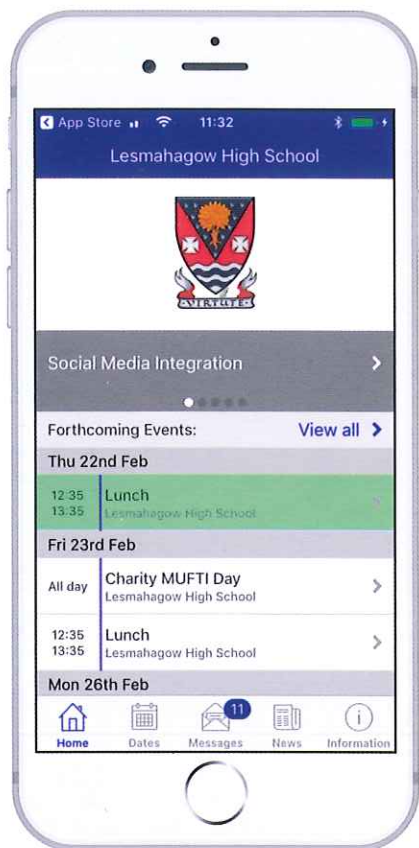 App Store 11:32
Lesmahagow High School
VIRTUTE
Social Media Integration
Forthcoming Events: View all
Thu 22nd Feb
12:35 Lunch
13:35 Lesmahagow High School
Fri 23rd Feb
All day Charity MUFTI Day
Lesmahagow High School
12:35 Lunch
13:35 Lesmahagow High School
Mon 26th Feb
11
Home Dates Messages News Information